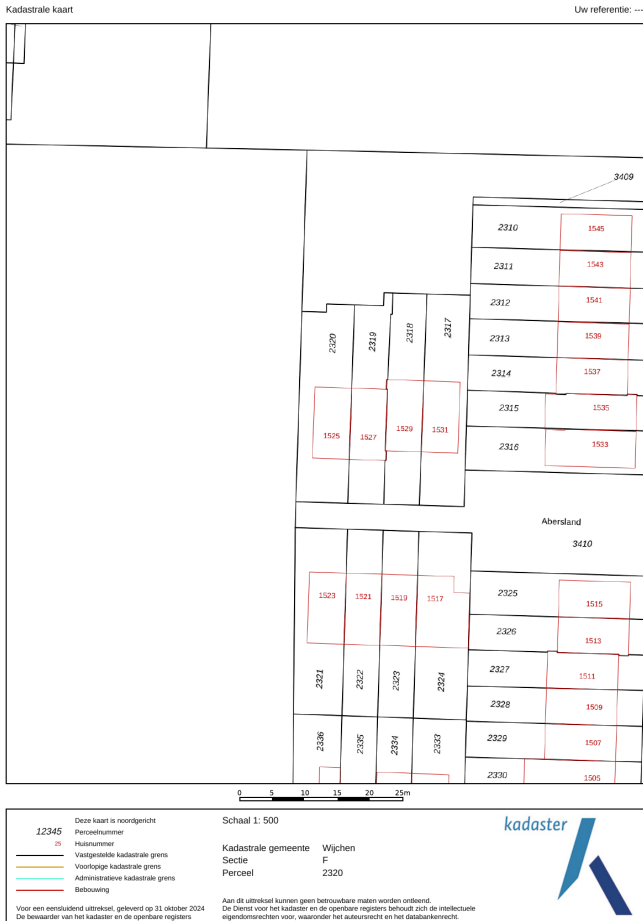 Kadastrale kaart
Uw referentie: ---
3409
2310
1545
2311
1543
2312
1541
2313
1539
2314
1537
2315
1535
2316
1533
2320
2319
2318
2317
1525
1527
1529
1531
Abersland
3410
1523
1521
1519
1517
2325
1515
2326
1513
2327
1511
2328
1509
2329
1507
2330
1505
2321
2322
2323
2324
2336
2335
2334
2333
0 5 10 15 20 25m
Deze kaart is noordgericht
12345 Perceelnummer
25 Huisnummer
Vastgestelde kadastrale grens
Voorlopige kadastrale grens
Administratieve kadastrale grens
Bebouwing
Voor een eensluidend uittreksel, geleverd op 31 oktober 2024
De bewaarder van het kadaster en de openbare registers
Schaal 1: 500
Kadastrale gemeente Wijchen
Sectie F
Perceel 2320
Aan dit uittreksel kunnen geen betrouwbare maten worden ontleend.
De Dienst voor het kadaster en de openbare registers behoudt zich de intellectuele
eigendomsrechten voor, waaronder het auteursrecht en het databankenrecht.
kadaster